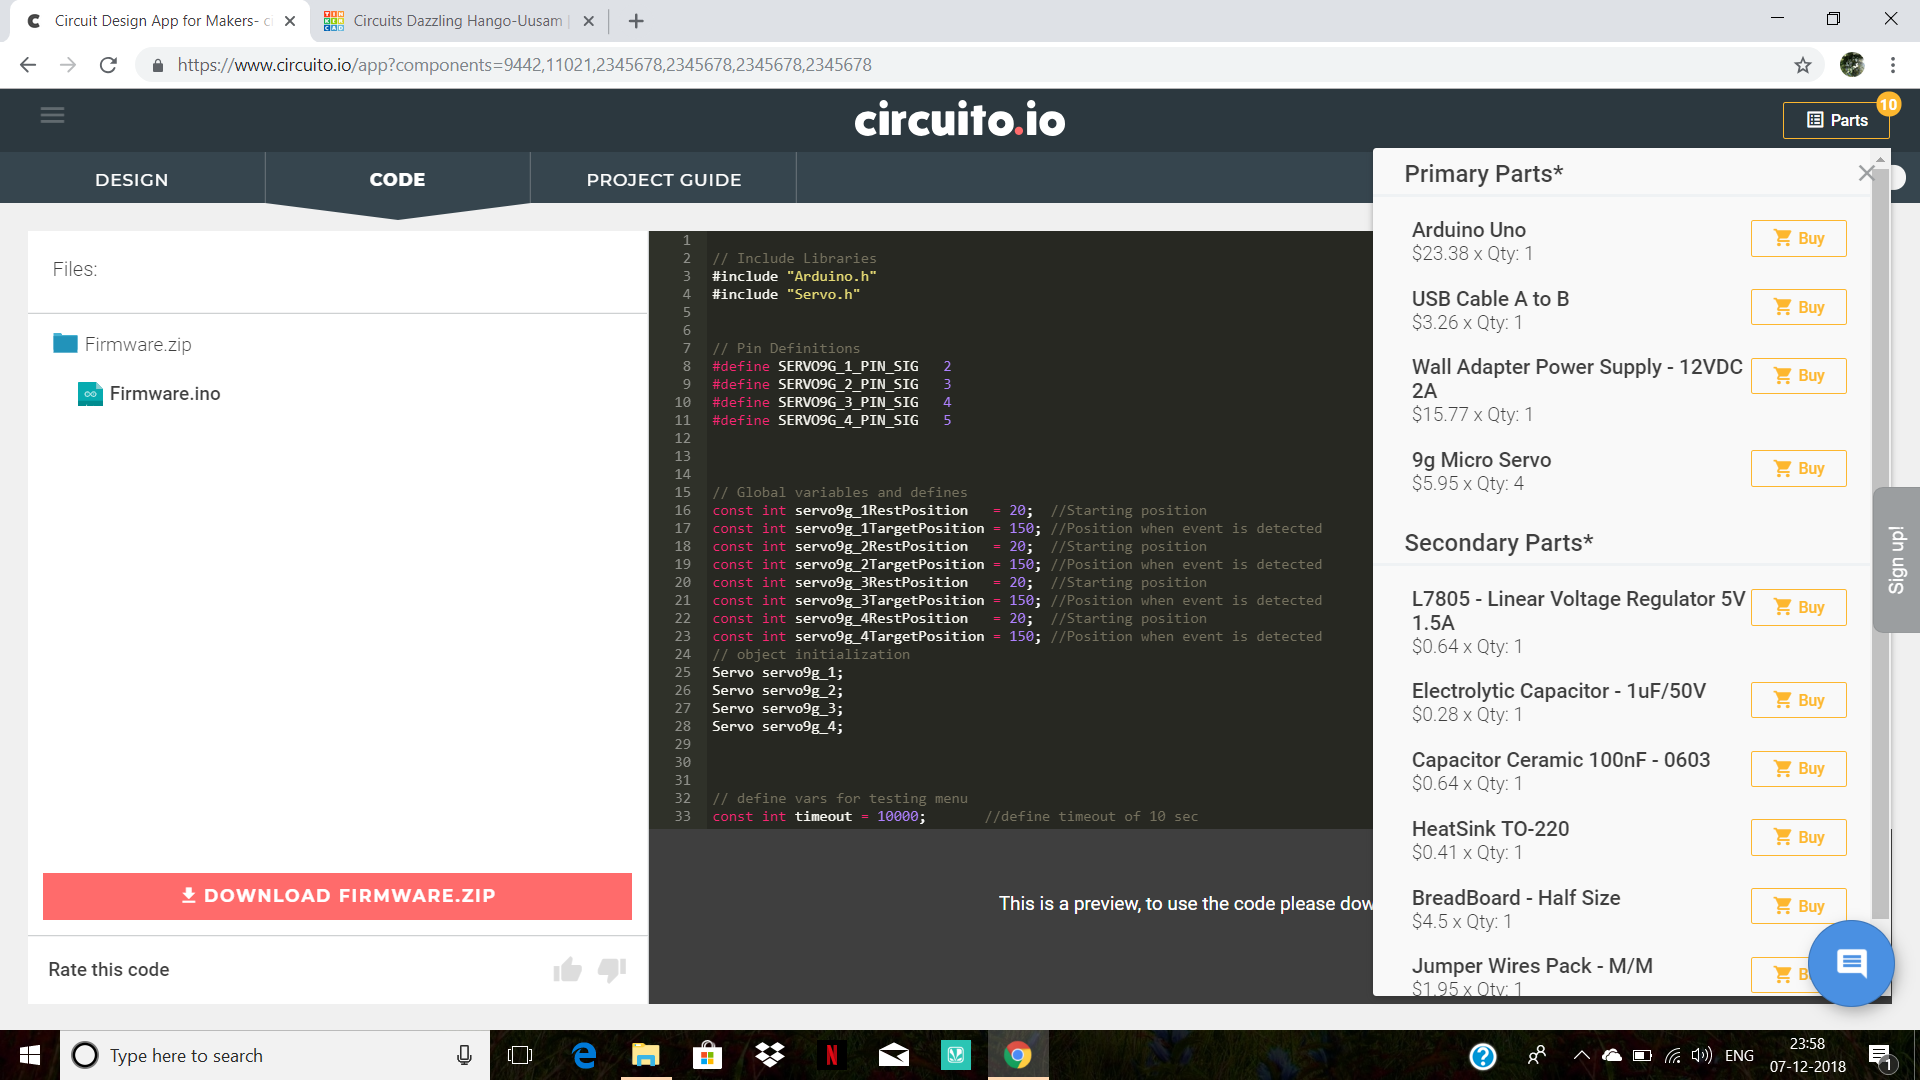 Circuit Design App for Makers- ci
Circuits Dazzling Hango-Uusam |
https://www.circuito.io/app?components=9442,11021,2345678,2345678,2345678,2345678
circuito.io
10
Parts
DESIGN
CODE
PROJECT GUIDE
Files:
Firmware.zip
Firmware.ino
DOWNLOAD FIRMWARE.ZIP
Rate this code
1
2 // Include Libraries
3 #include "Arduino.h"
4 #include "Servo.h"
5
6
7 // Pin Definitions
8 #define SERVO9G_1_PIN_SIG 2
9 #define SERVO9G_2_PIN_SIG 3
10 #define SERVO9G_3_PIN_SIG 4
11 #define SERVO9G_4_PIN_SIG 5
12
13
14
15 // Global variables and defines
16 const int servo9g_1RestPosition = 20; //Starting position
17 const int servo9g_1TargetPosition = 150; //Position when event is detected
18 const int servo9g_2RestPosition = 20; //Starting position
19 const int servo9g_2TargetPosition = 150; //Position when event is detected
20 const int servo9g_3RestPosition = 20; //Starting position
21 const int servo9g_3TargetPosition = 150; //Position when event is detected
22 const int servo9g_4RestPosition = 20; //Starting position
23 const int servo9g_4TargetPosition = 150; //Position when event is detected
24 // object initialization
25 Servo servo9g_1;
26 Servo servo9g_2;
27 Servo servo9g_3;
28 Servo servo9g_4;
29
30
31
32 // define vars for testing menu
33 const int timeout = 10000; //define timeout of 10 sec
This is a preview, to use the code please dow
Primary Parts*
Arduino Uno
$23.38 x Qty: 1
Buy
USB Cable A to B
$3.26 x Qty: 1
Buy
Wall Adapter Power Supply - 12VDC
2A
$15.77 x Qty: 1
Buy
9g Micro Servo
$5.95 x Qty: 4
Buy
Secondary Parts*
L7805 - Linear Voltage Regulator 5V
1.5A
$0.64 x Qty: 1
Buy
Electrolytic Capacitor - 1uF/50V
$0.28 x Qty: 1
Buy
Capacitor Ceramic 100nF - 0603
$0.64 x Qty: 1
Buy
HeatSink TO-220
$0.41 x Qty: 1
Buy
BreadBoard - Half Size
$4.5 x Qty: 1
Buy
Jumper Wires Pack - M/M
$1.95 x Qty: 1
B
Sign up!
Type here to search
ENG
23:58
07-12-2018
1